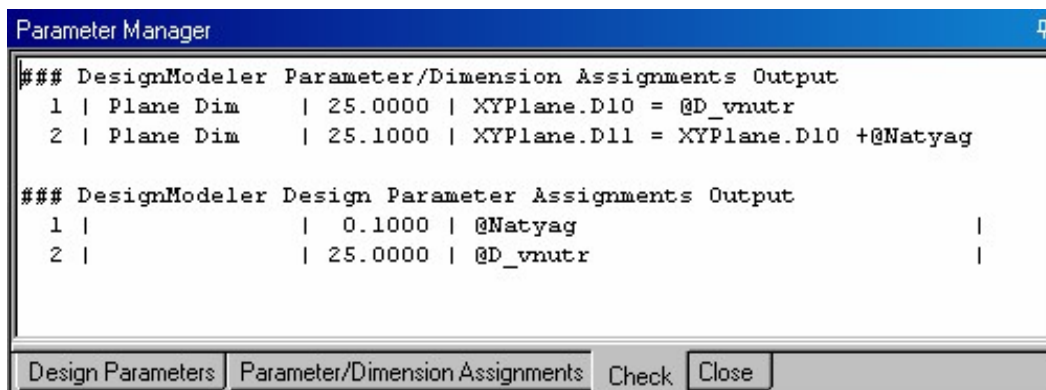 Parameter Manager
### DesignModeler Parameter/Dimension Assignments Output
1 | Plane Dim | 25.0000 | XYPlane.D10 = @D_vnutr
2 | Plane Dim | 25.1000 | XYPlane.D11 = XYPlane.D10 +@Natyag
### DesignModeler Design Parameter Assignments Output
1 | | 0.1000 | @Natyag |
2 | | 25.0000 | @D_vnutr |
Design Parameters Parameter/Dimension Assignments Check Close